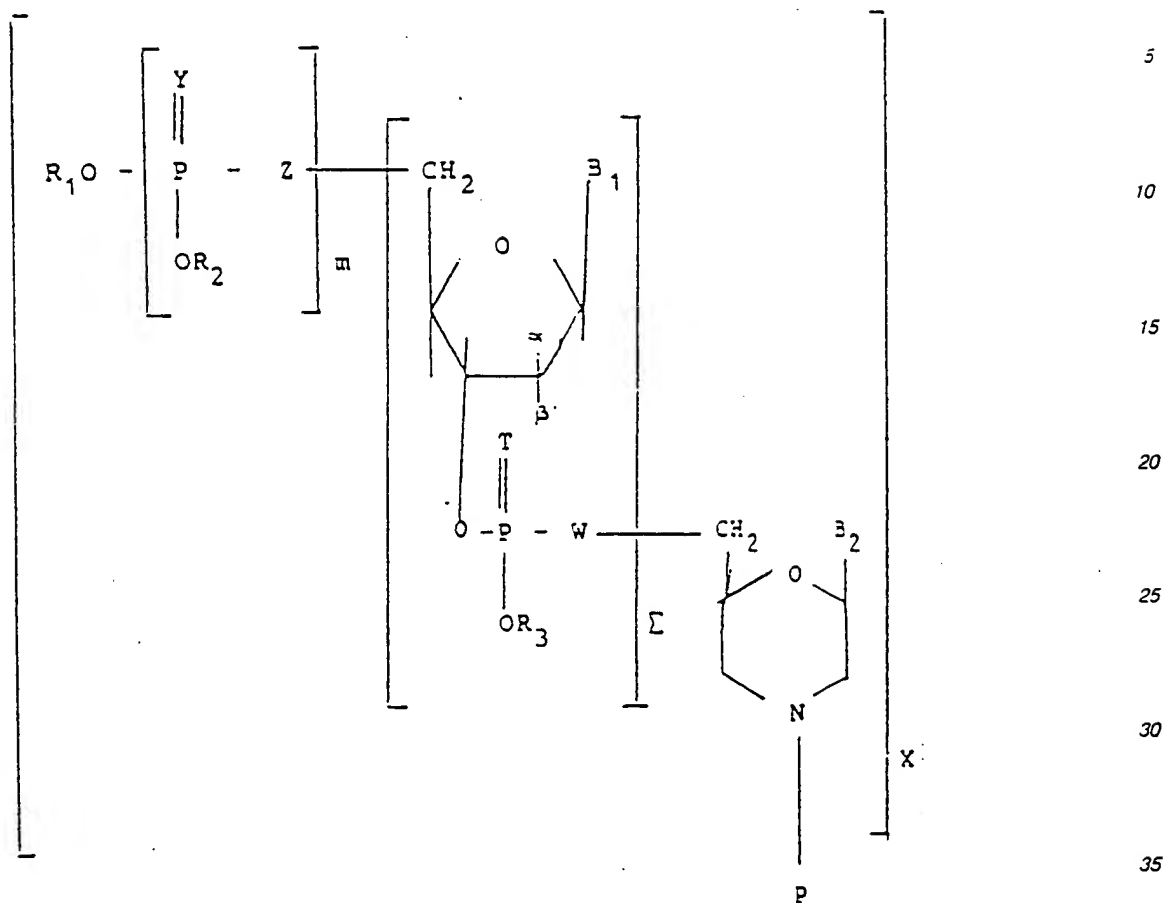 5
Y
R₁O - P - Z CH₂ B₁
10
OR₂ m O
15
α
β
T
20
O - P - W CH₂ B₂
O
25
OR₃ Σ
N
30
X
35
P